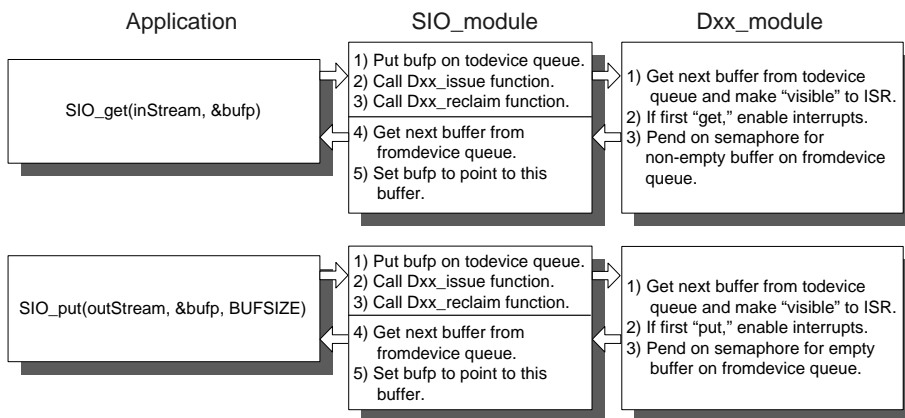 Application
SIO_module
Dxx_module
SIO_get(inStream, &bufp)
1) Put bufp on todevice queue.
2) Call Dxx_issue function.
3) Call Dxx_reclaim function.
4) Get next buffer from
fromdevice queue.
5) Set bufp to point to this
buffer.
1) Get next buffer from todevice
queue and make “visible” to ISR.
2) If first “get,” enable interrupts.
3) Pend on semaphore for
non-empty buffer on fromdevice
queue.
SIO_put(outStream, &bufp, BUFSIZE)
1) Put bufp on todevice queue.
2) Call Dxx_issue function.
3) Call Dxx_reclaim function.
4) Get next buffer from
fromdevice queue.
5) Set bufp to point to this
buffer.
1) Get next buffer from todevice
queue and make “visible” to ISR.
2) If first “put,” enable interrupts.
3) Pend on semaphore for empty
buffer on fromdevice queue.